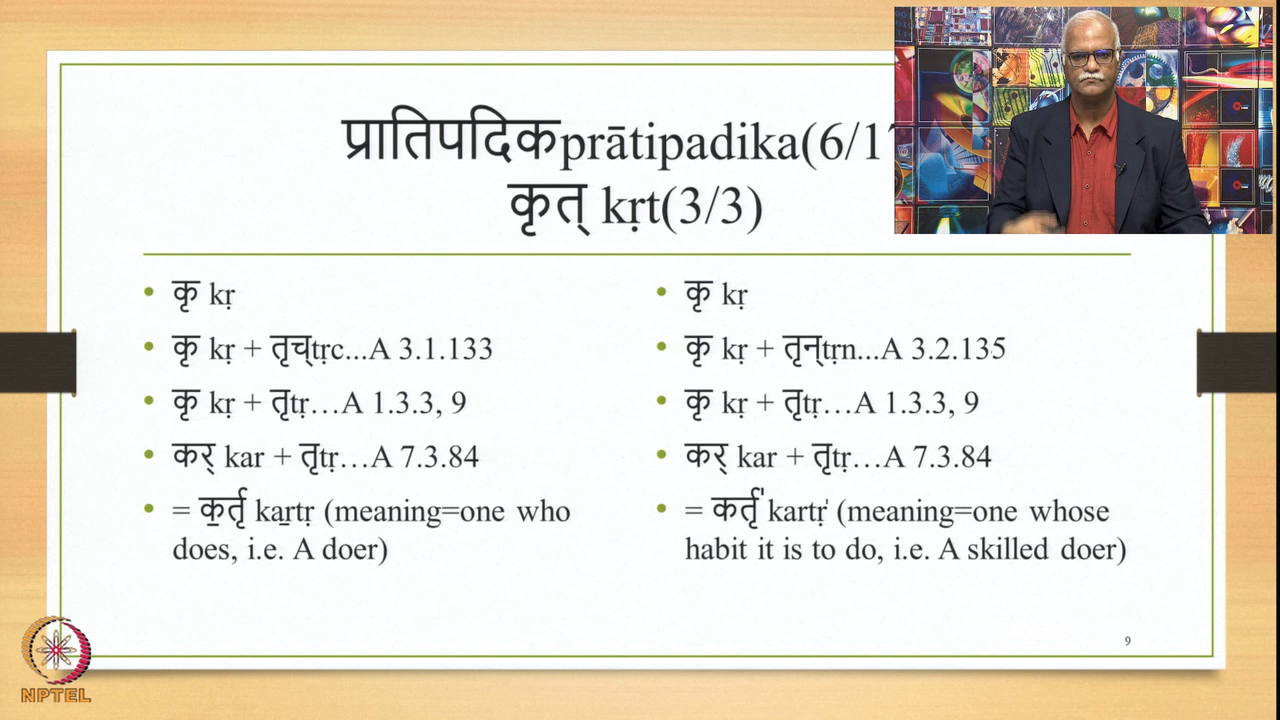 प्रातिपदिकprātipadika(6/17
कृत् kṛt(3/3)
• कृ kṛ
• कृ kṛ + तृच्tṛc...A 3.1.133
• कृ kṛ + तृtṛ…A 1.3.3, 9
• कर् kar + तृtṛ…A 7.3.84
• = क॒र्तृ kaṟtṛ (meaning=one who
does, i.e. A doer)
• कृ kṛ
• कृ kṛ + तृन्tṛn...A 3.2.135
• कृ kṛ + तृtṛ…A 1.3.3, 9
• कर् kar + तृtṛ…A 7.3.84
• = कर्तृ॑ kartṛ̍ (meaning=one whose
habit it is to do, i.e. A skilled doer)
9
NPTEL